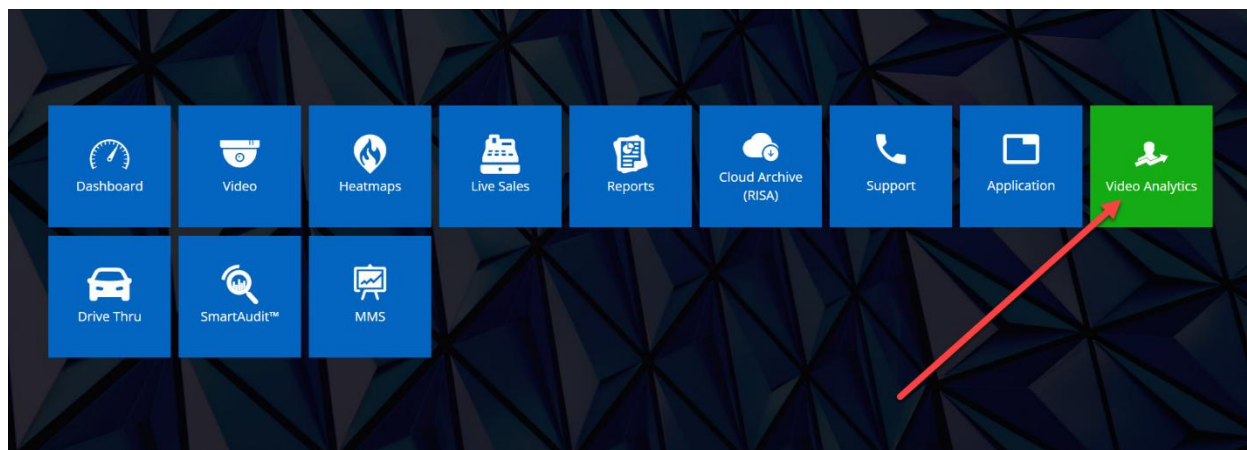 Dashboard
Video
Heatmaps
Live Sales
Reports
Cloud Archive
(RISA)
Support
Application
Video Analytics
Drive Thru
SmartAudit™
MMS